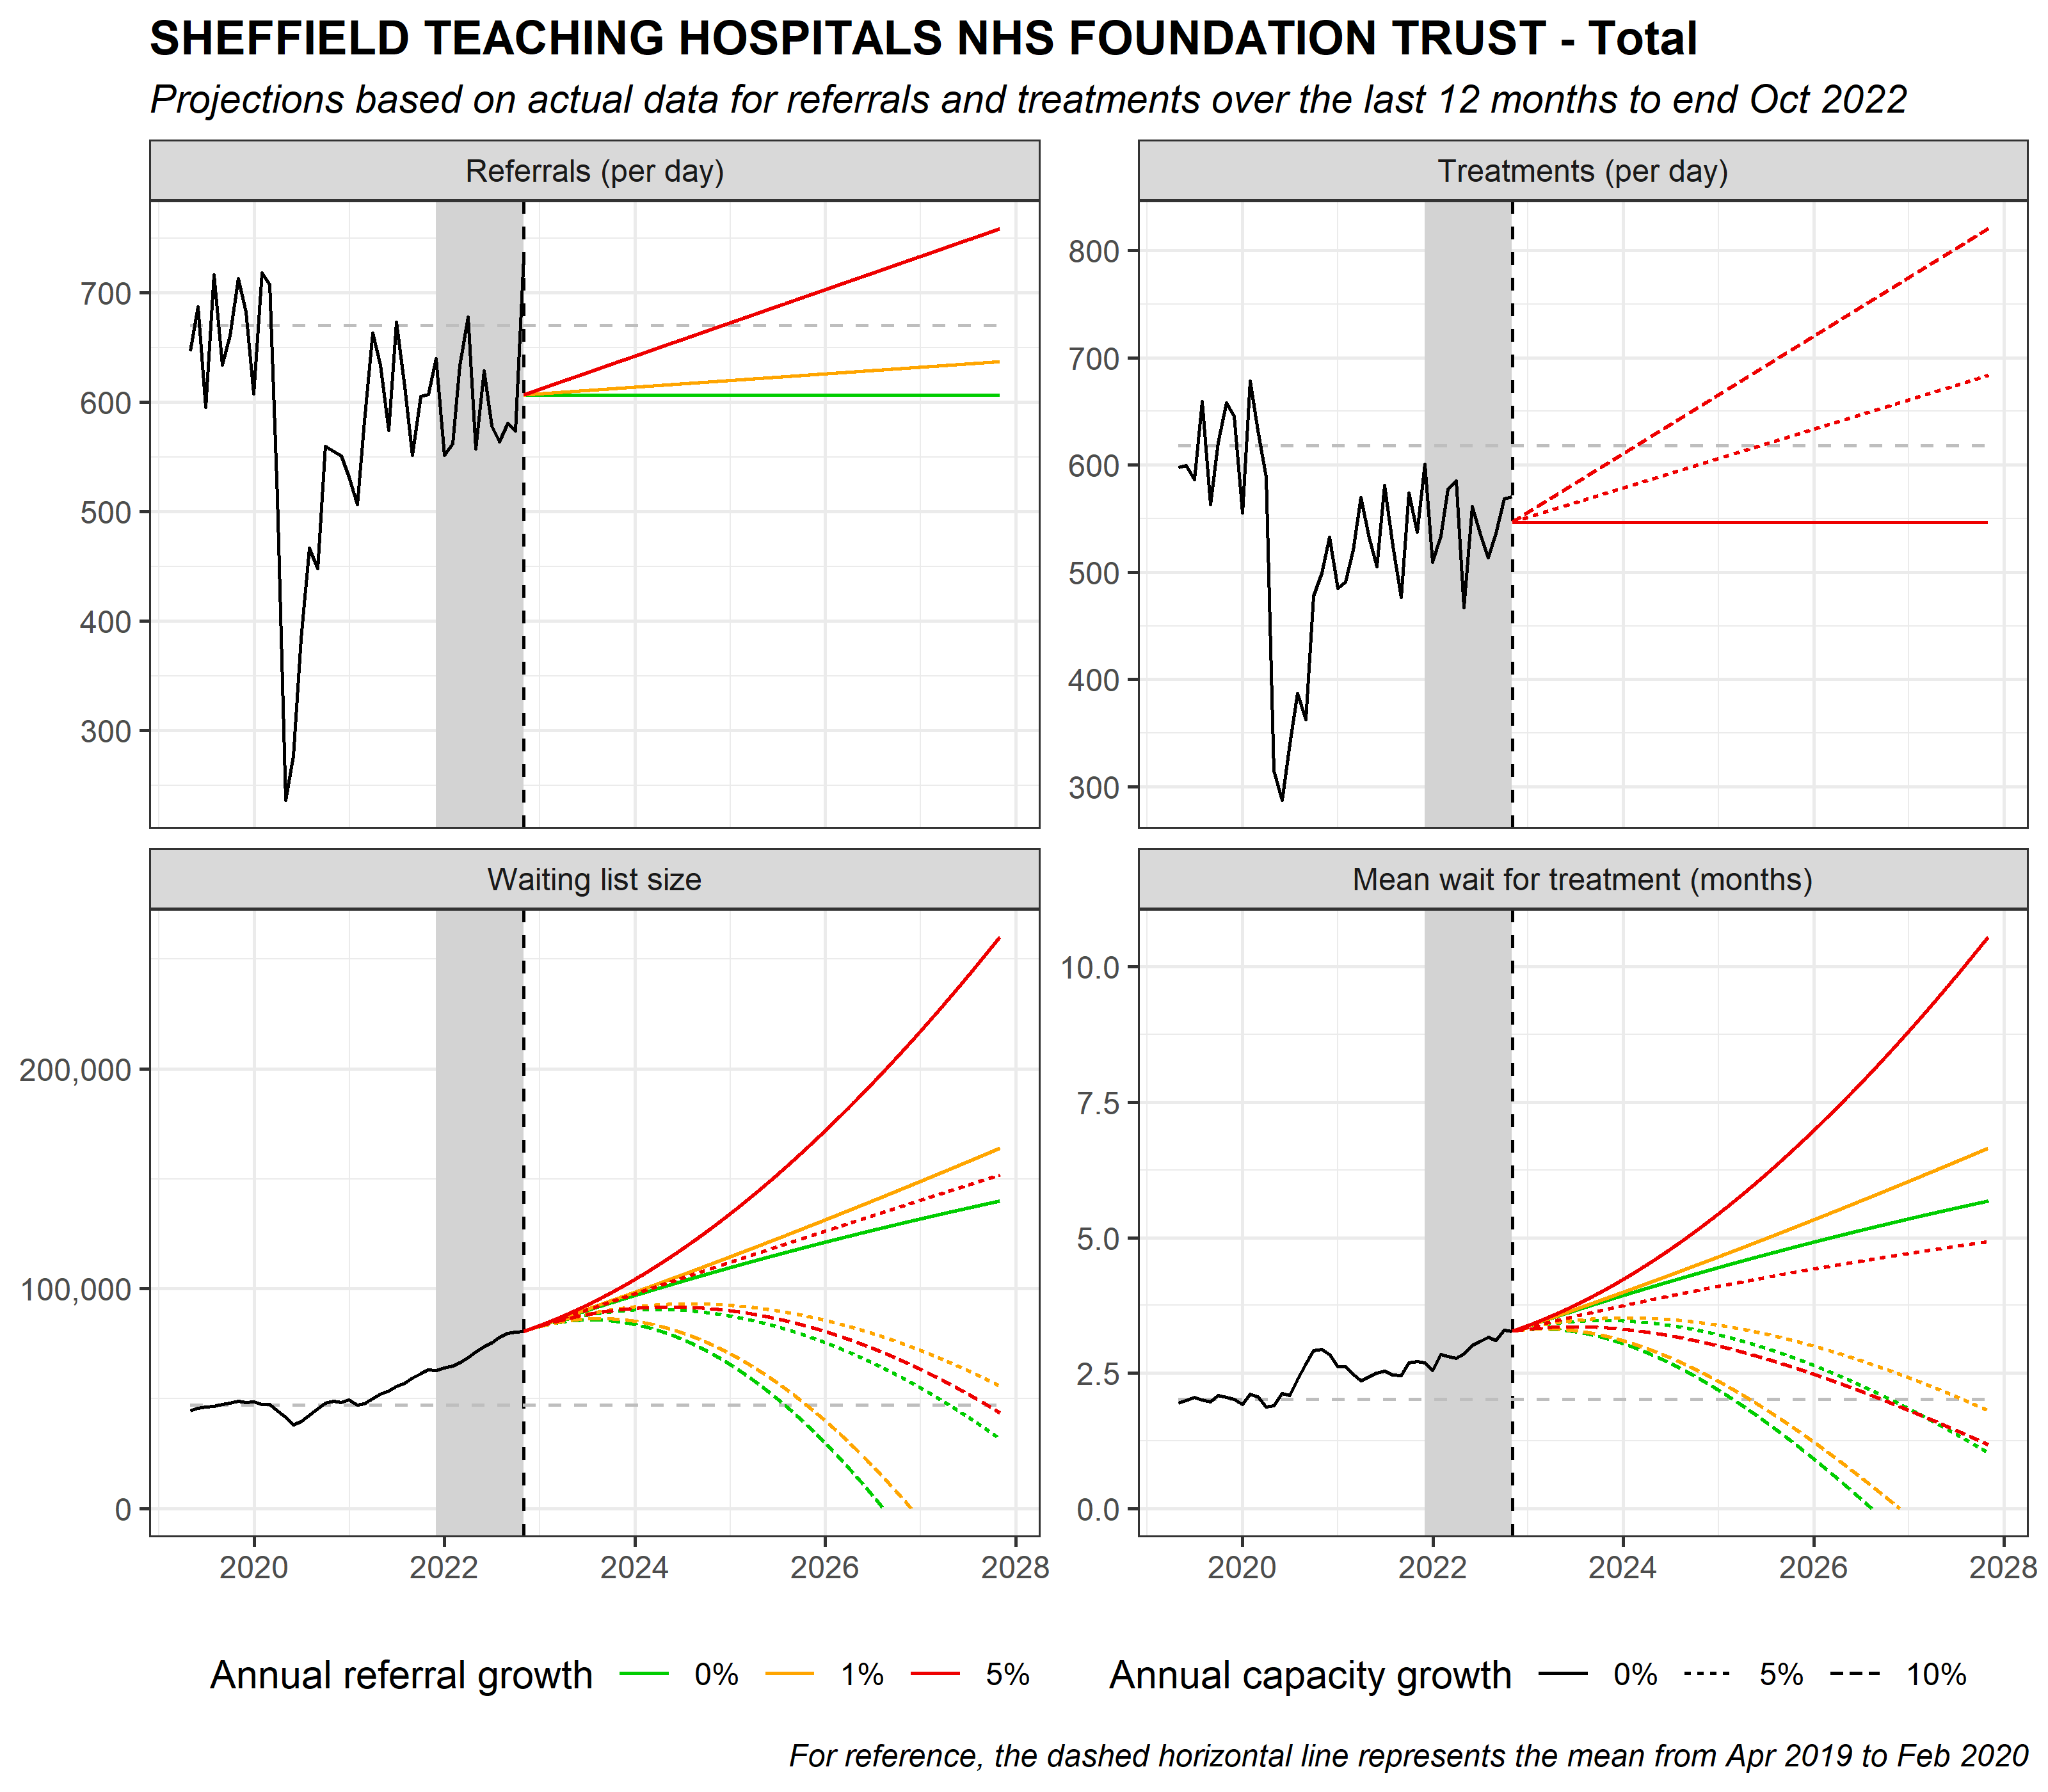 SHEFFIELD TEACHING HOSPITALS NHS FOUNDATION TRUST - Total
Projections based on actual data for referrals and treatments over the last 12 months to end Oct 2022
Referrals (per day)
700
600
500
400
300
Treatments (per day)
800
700
600
500
400
300
Waiting list size
200,000
100,000
0
2020 2022 2024 2026 2028
Mean wait for treatment (months)
10.0
7.5
5.0
2.5
0.0
2020 2022 2024 2026 2028
Annual referral growth 0% 1% 5%
Annual capacity growth 0% 5% 10%
For reference, the dashed horizontal line represents the mean from Apr 2019 to Feb 2020